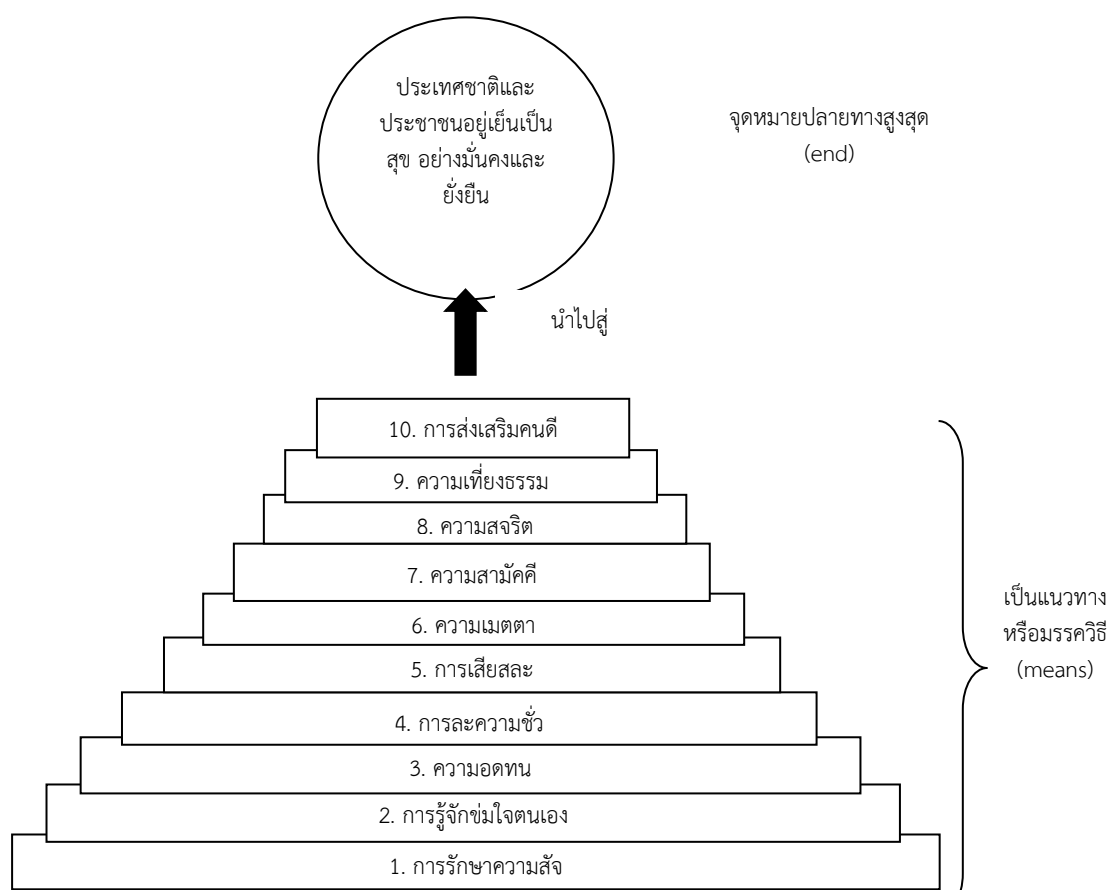 ประเทศชาติและ
ประชาชนอยู่เย็นเป็น
สุข อย่างมั่นคงและ
ยั่งยืน
จุดหมายปลายทางสูงสุด
(end)
นำไปสู่
10. การส่งเสริมคนดี
9. ความเที่ยงธรรม
8. ความสจริต
7. ความสามัคคี
6. ความเมตตา
5. การเสียสละ
4. การละความชั่ว
3. ความอดทน
2. การรู้จักข่มใจตนเอง
1. การรักษาความสัจ
เป็นแนวทาง
หรือมรรควิธี
(means)